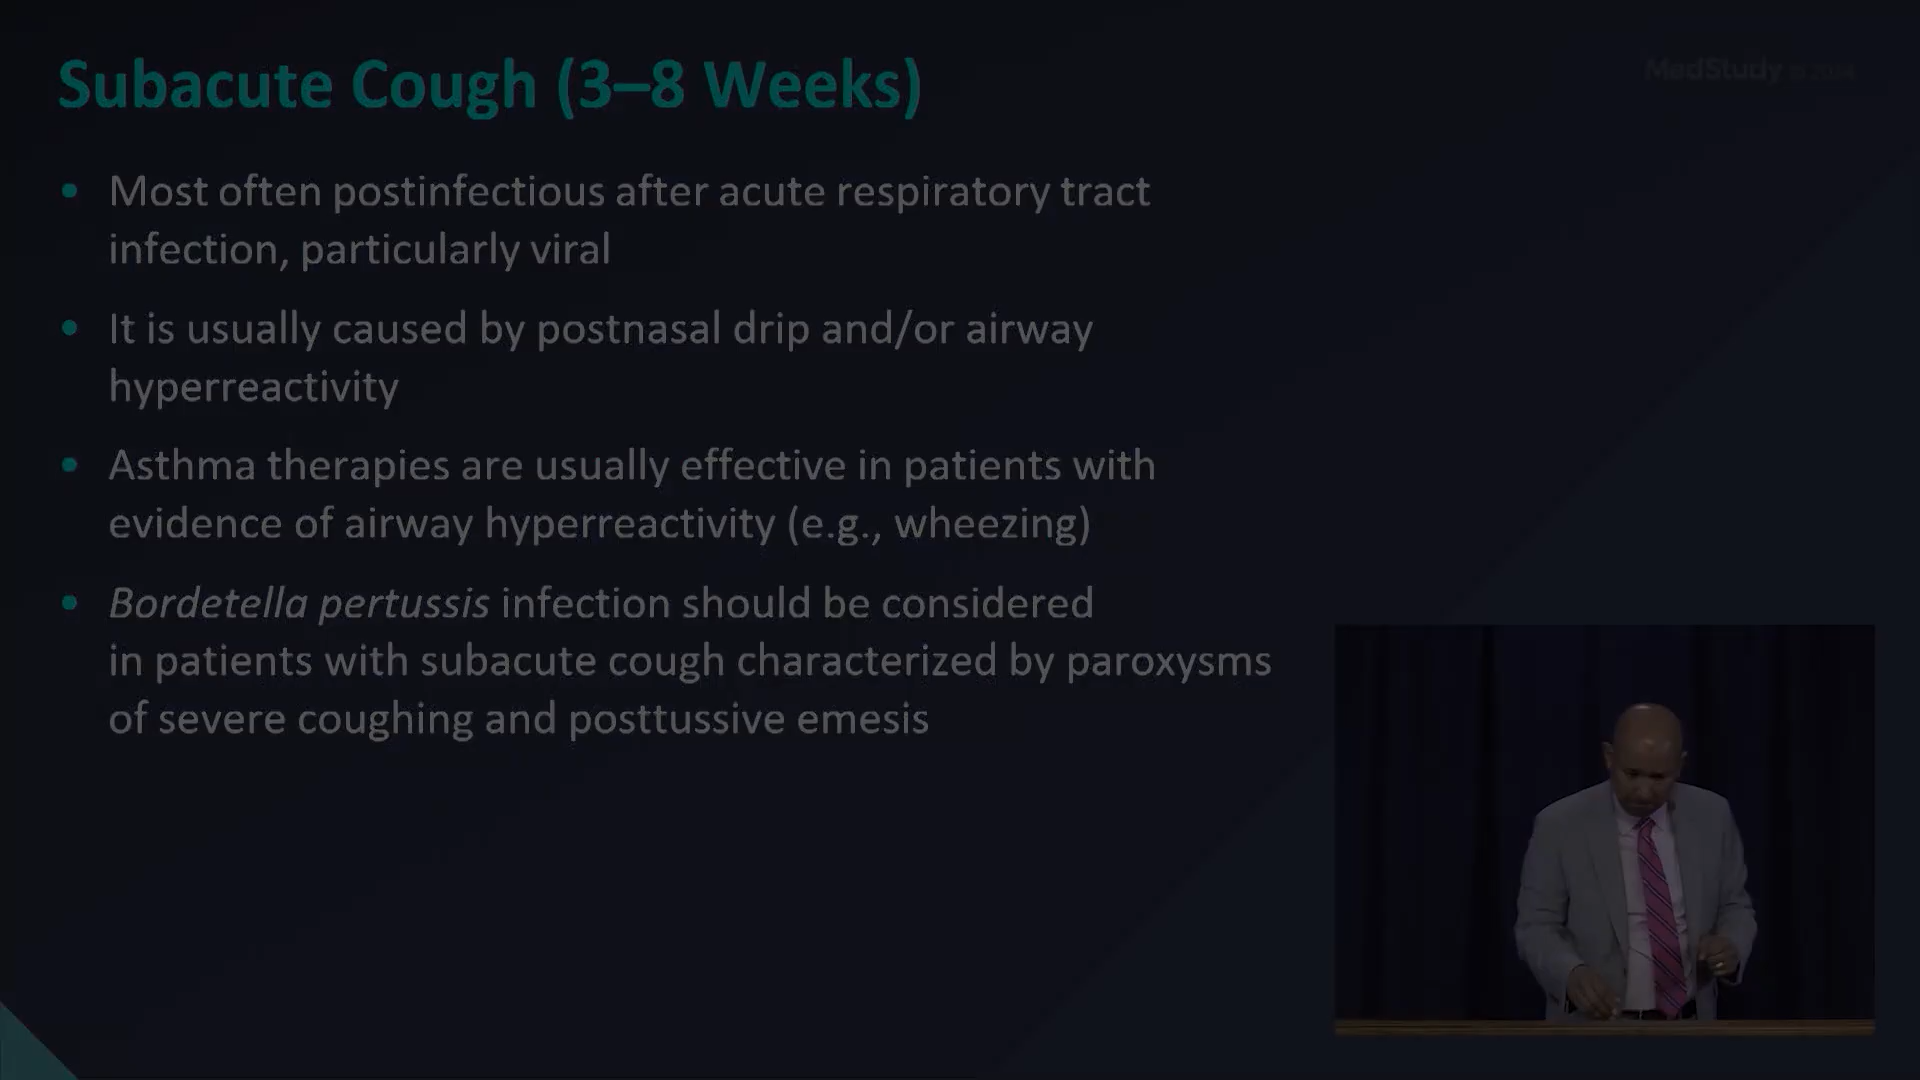 Subacute Cough (3–8 Weeks)
MedStudy © 2024
• Most often postinfectious after acute respiratory tract
infection, particularly viral
• It is usually caused by postnasal drip and/or airway
hyperreactivity
• Asthma therapies are usually effective in patients with
evidence of airway hyperreactivity (e.g., wheezing)
• Bordetella pertussis infection should be considered
in patients with subacute cough characterized by paroxysms
of severe coughing and posttussive emesis